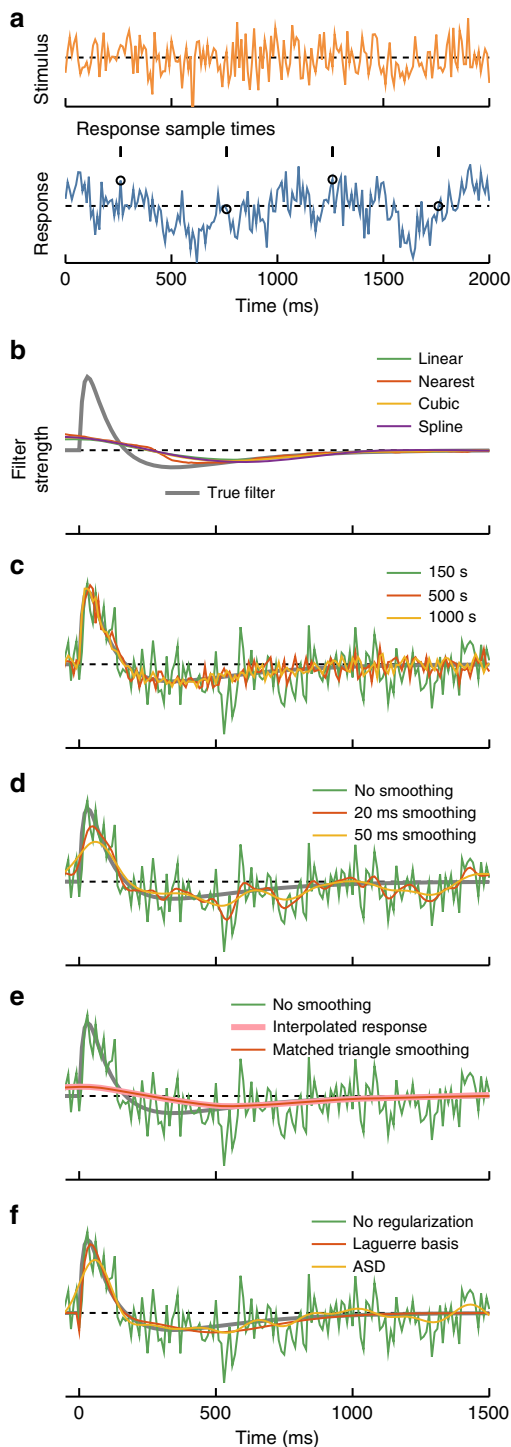 a
Stimulus
Response sample times
Response
0 500 1000 1500 2000
Time (ms)
b
Filter
strength
Linear
Nearest
Cubic
Spline
True filter
c
150 s
500 s
1000 s
d
No smoothing
20 ms smoothing
50 ms smoothing
e
No smoothing
Interpolated response
Matched triangle smoothing
f
No regularization
Laguerre basis
ASD
0 500 1000 1500
Time (ms)